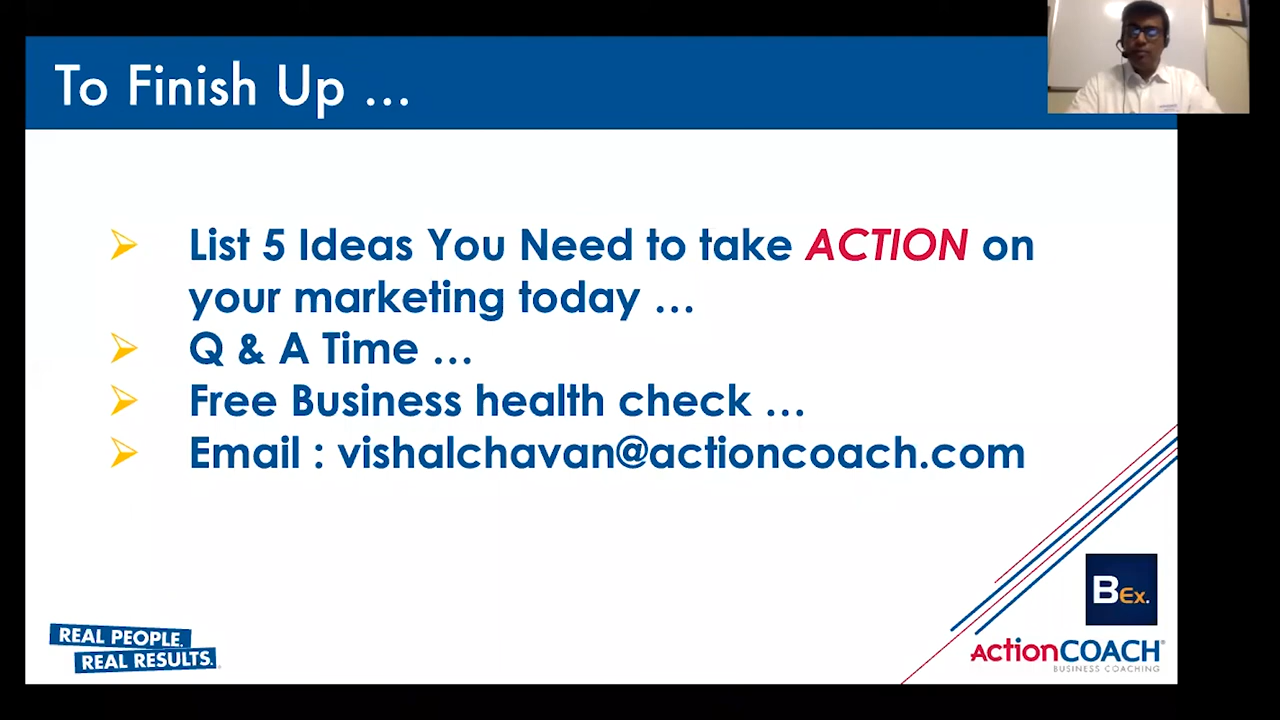 To Finish Up ...
List 5 Ideas You Need to take ACTION on
your marketing today ...
Q & A Time ...
Free Business health check ...
Email : vishalchavan@actioncoach.com
BEx.
REAL PEOPLE.
REAL RESULTS.
ActionCOACH®
BUSINESS COACHING